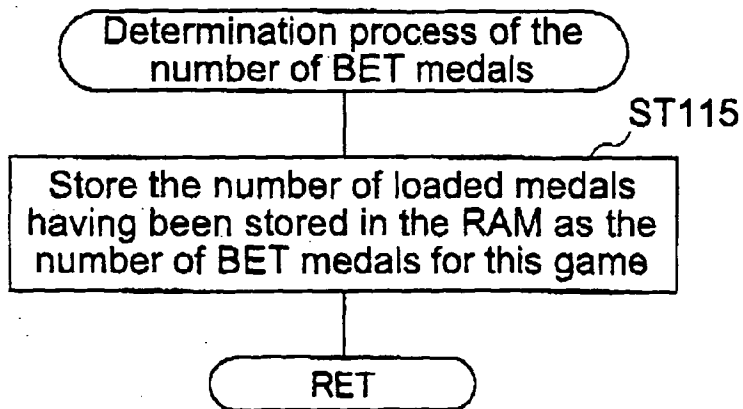 Determination process of the
number of BET medals
ST115
Store the number of loaded medals
having been stored in the RAM as the
number of BET medals for this game
RET